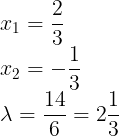 x₁ = 2/3
x₂ = -1/3
λ = 14/6 = 2 1/3